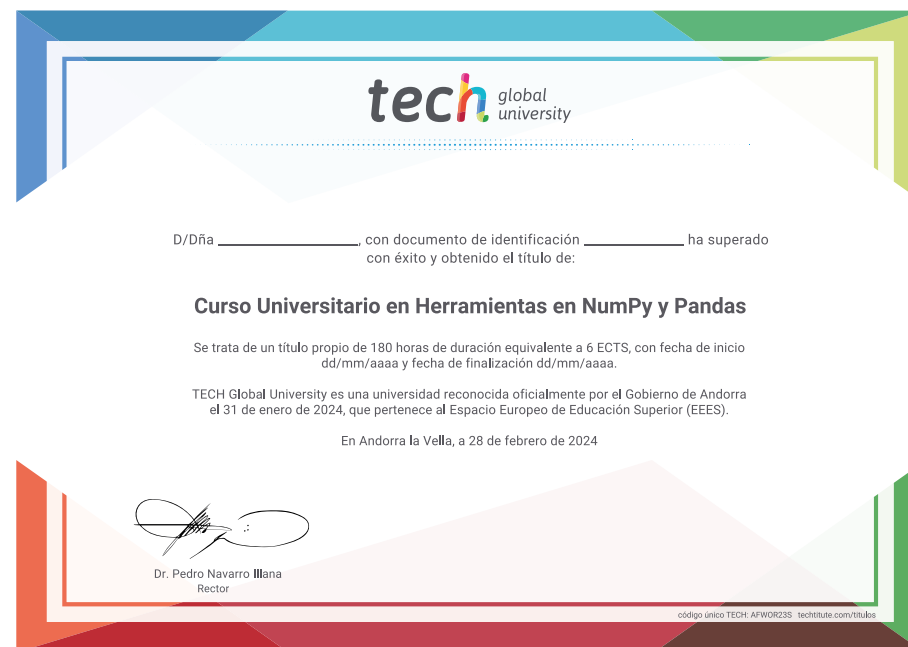 tech global university
D/Dña ____________________, con documento de identificación ______________ ha superado
con éxito y obtenido el título de:
Curso Universitario en Herramientas en NumPy y Pandas
Se trata de un título propio de 180 horas de duración equivalente a 6 ECTS, con fecha de inicio
dd/mm/aaaa y fecha de finalización dd/mm/aaaa.
TECH Global University es una universidad reconocida oficialmente por el Gobierno de Andorra
el 31 de enero de 2024, que pertenece al Espacio Europeo de Educación Superior (EEES).
En Andorra la Vella, a 28 de febrero de 2024
Dr. Pedro Navarro Illana
Rector
código único TECH: AFWOR23S techtitute.com/titulos